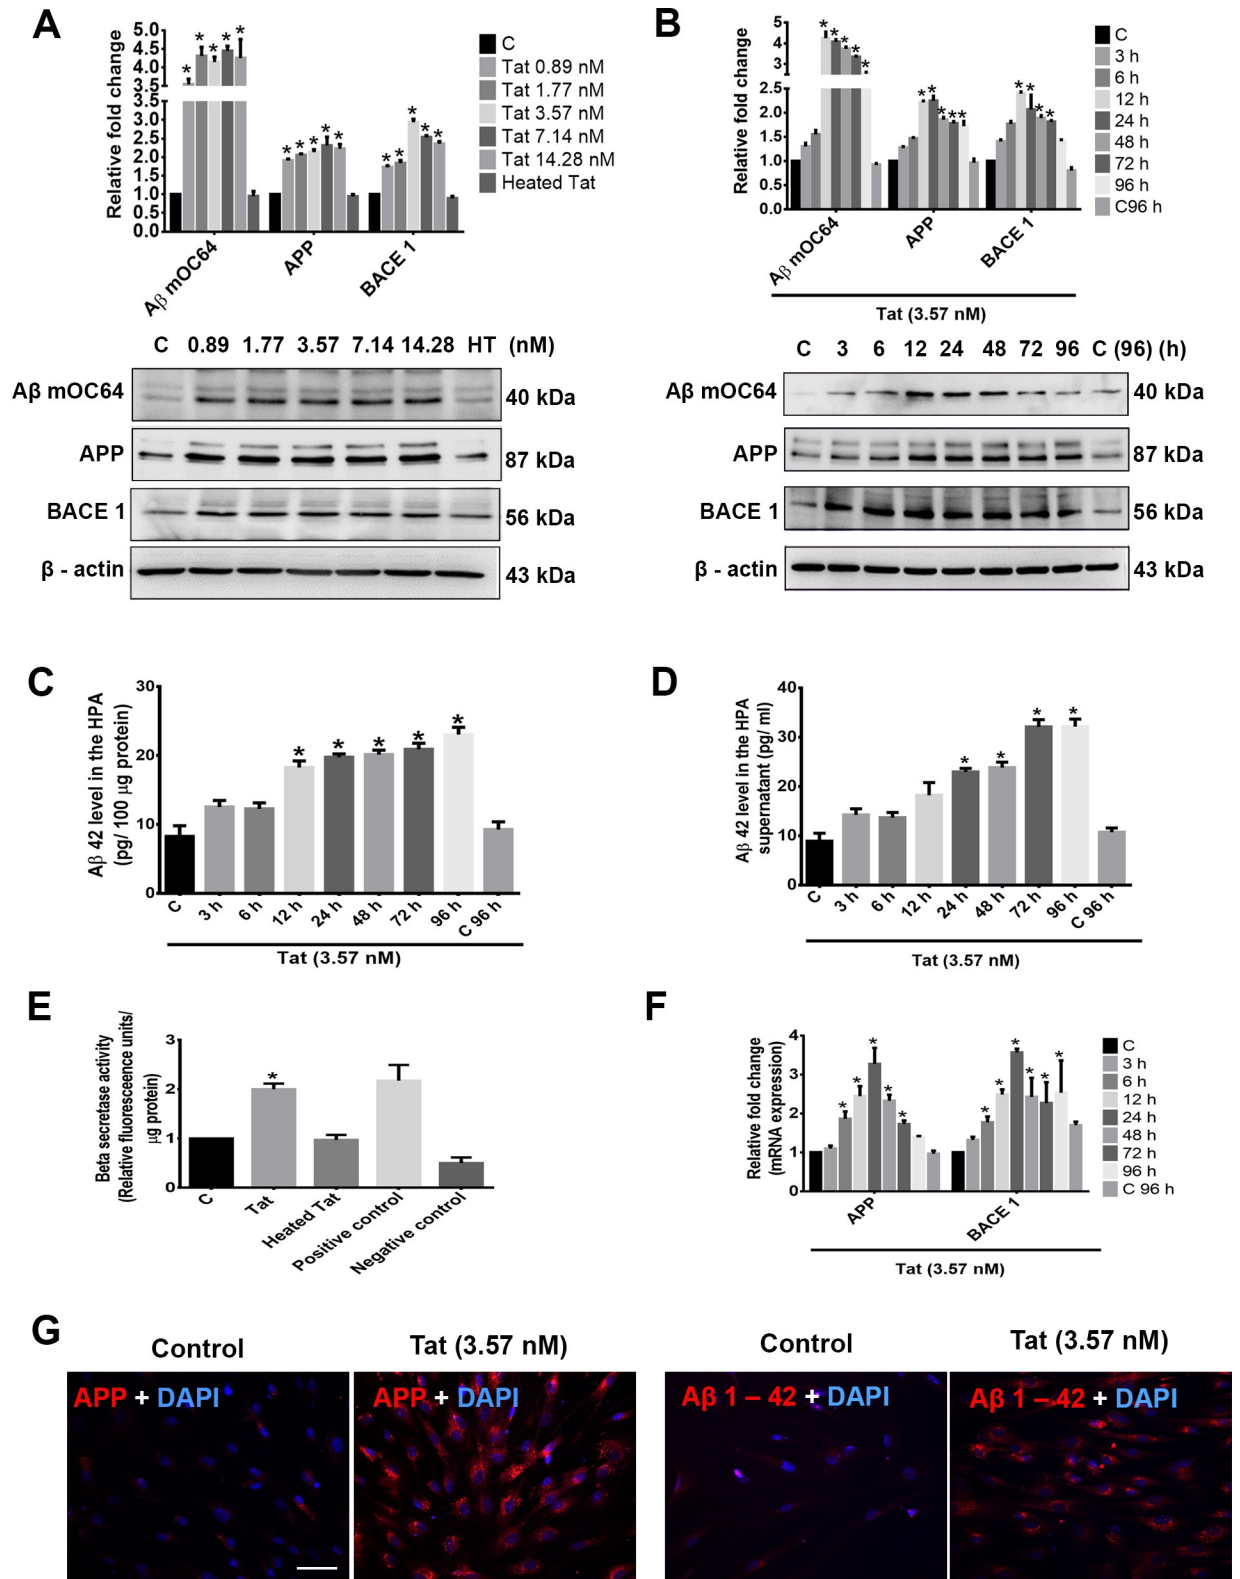 A
Relative fold change
5.0
4.5
4.0
3.5
3.5
3.0
2.5
2.0
1.5
1.0
0.5
0.0
* * * * *
* * * * *
* * * * *
Aβ mOC64
APP
BACE 1
C
Tat 0.89 nM
Tat 1.77 nM
Tat 3.57 nM
Tat 7.14 nM
Tat 14.28 nM
Heated Tat
C 0.89 1.77 3.57 7.14 14.28 HT (nM)
Aβ mOC64 40 kDa
APP 87 kDa
BACE 1 56 kDa
β - actin 43 kDa
B
Relative fold change
5
4
3
2.5
2.0
1.5
1.0
0.5
0.0
* * * * *
* * * * *
* * * *
Aβ mOC64
APP
BACE 1
Tat (3.57 nM)
C
3 h
6 h
12 h
24 h
48 h
72 h
96 h
C96 h
C 3 6 12 24 48 72 96 C (96) (h)
Aβ mOC64 40 kDa
APP 87 kDa
BACE 1 56 kDa
β - actin 43 kDa
C
Aβ 42 level in the HPA
(pg/ 100 μg protein)
30
20
10
0
* * * * *
C 3 h 6 h 12 h 24 h 48 h 72 h 96 h C 96 h
Tat (3.57 nM)
D
Aβ 42 level in the HPA
supernatant (pg/ ml)
40
30
20
10
0
* * * *
C 3 h 6 h 12 h 24 h 48 h 72 h 96 h C 96 h
Tat (3.57 nM)
E
Beta secretase activity
(Relative fluoresceence units/
μg protein)
3
2
1
0
*
C
Tat
Heated Tat
Positive control
Negative control
F
Relative fold change
(mRNA expression)
4
3
2
1
0
* * * * *
* * * * * *
APP
BACE 1
Tat (3.57 nM)
C
3 h
6 h
12 h
24 h
48 h
72 h
96 h
C 96 h
G
Control
APP + DAPI
Tat (3.57 nM)
APP + DAPI
Control
Aβ 1 – 42 + DAPI
Tat (3.57 nM)
Aβ 1 – 42 + DAPI